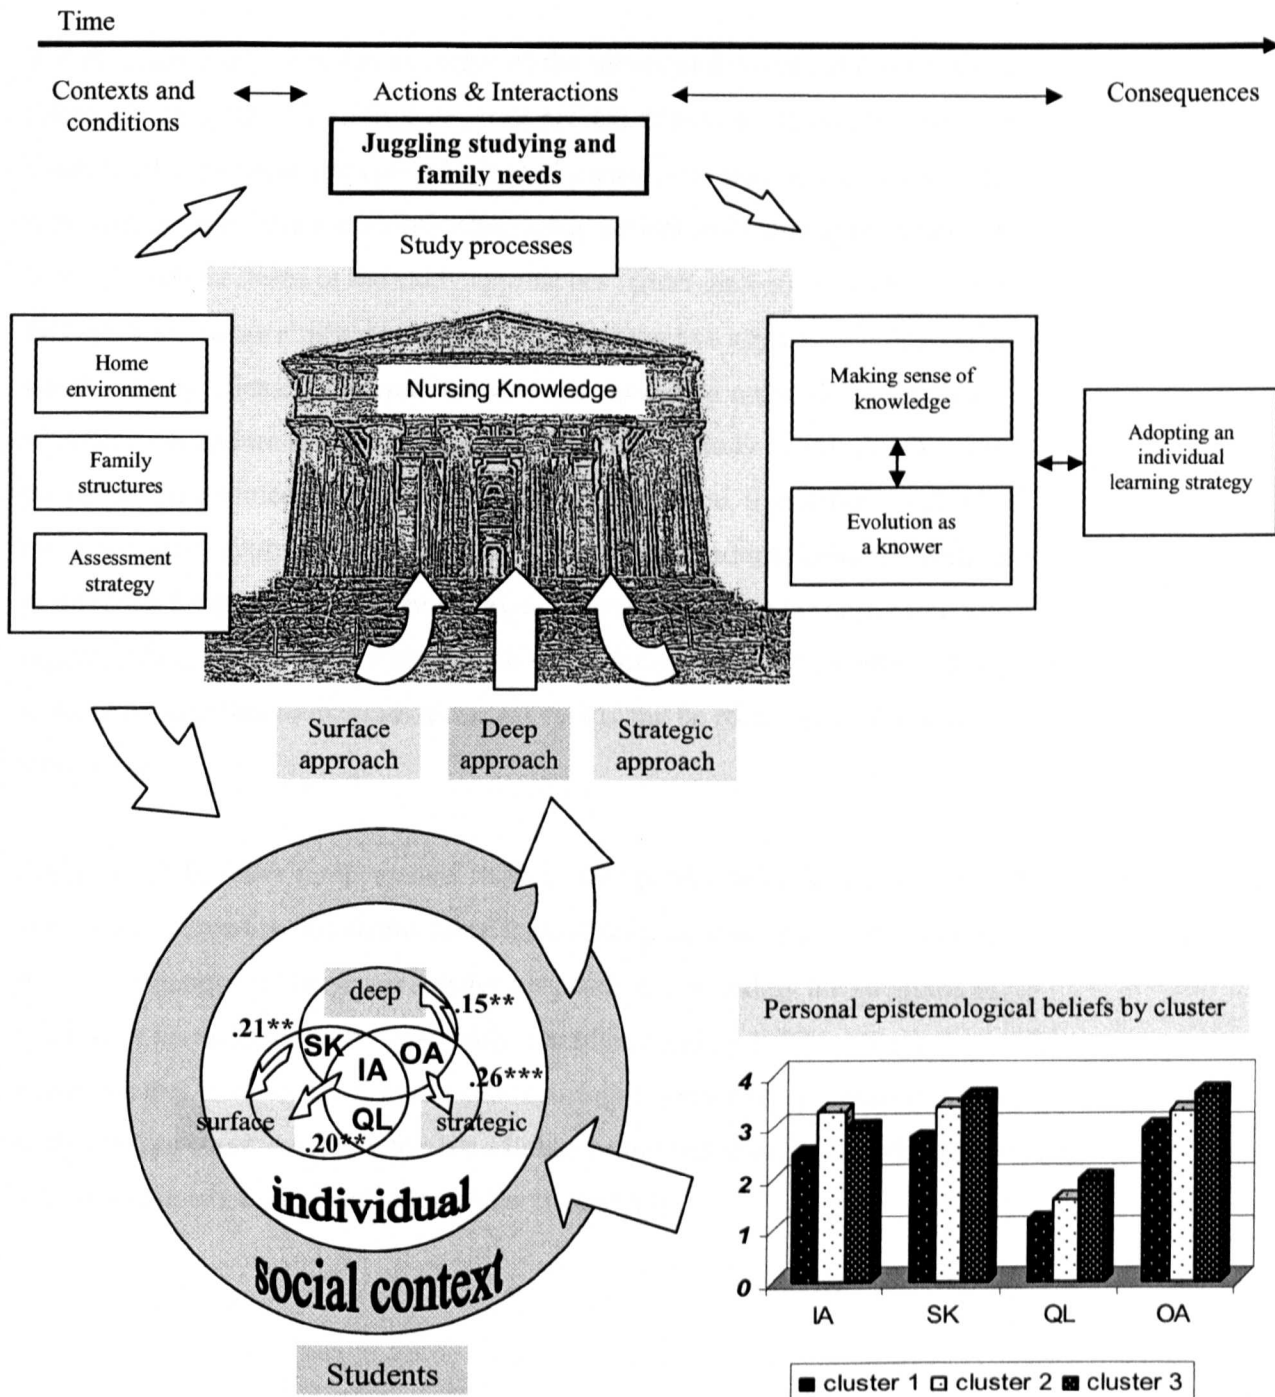 Time
Contexts and
conditions
Actions & Interactions
Consequences
Juggling studying and
family needs
Study processes
Home
environment
Family
structures
Assessment
strategy
Nursing Knowledge
Making sense of
knowledge
Evolution as
a knower
Adopting an
individual
learning strategy
Surface
approach
Deep
approach
Strategic
approach
deep
.15**
.21**
SK
OA
IA
.26***
surface
QL
strategic
.20**
individual
social context
Students
Personal epistemological beliefs by cluster
4
3
2
1
0
IA
SK
QL
OA
cluster 1
cluster 2
cluster 3